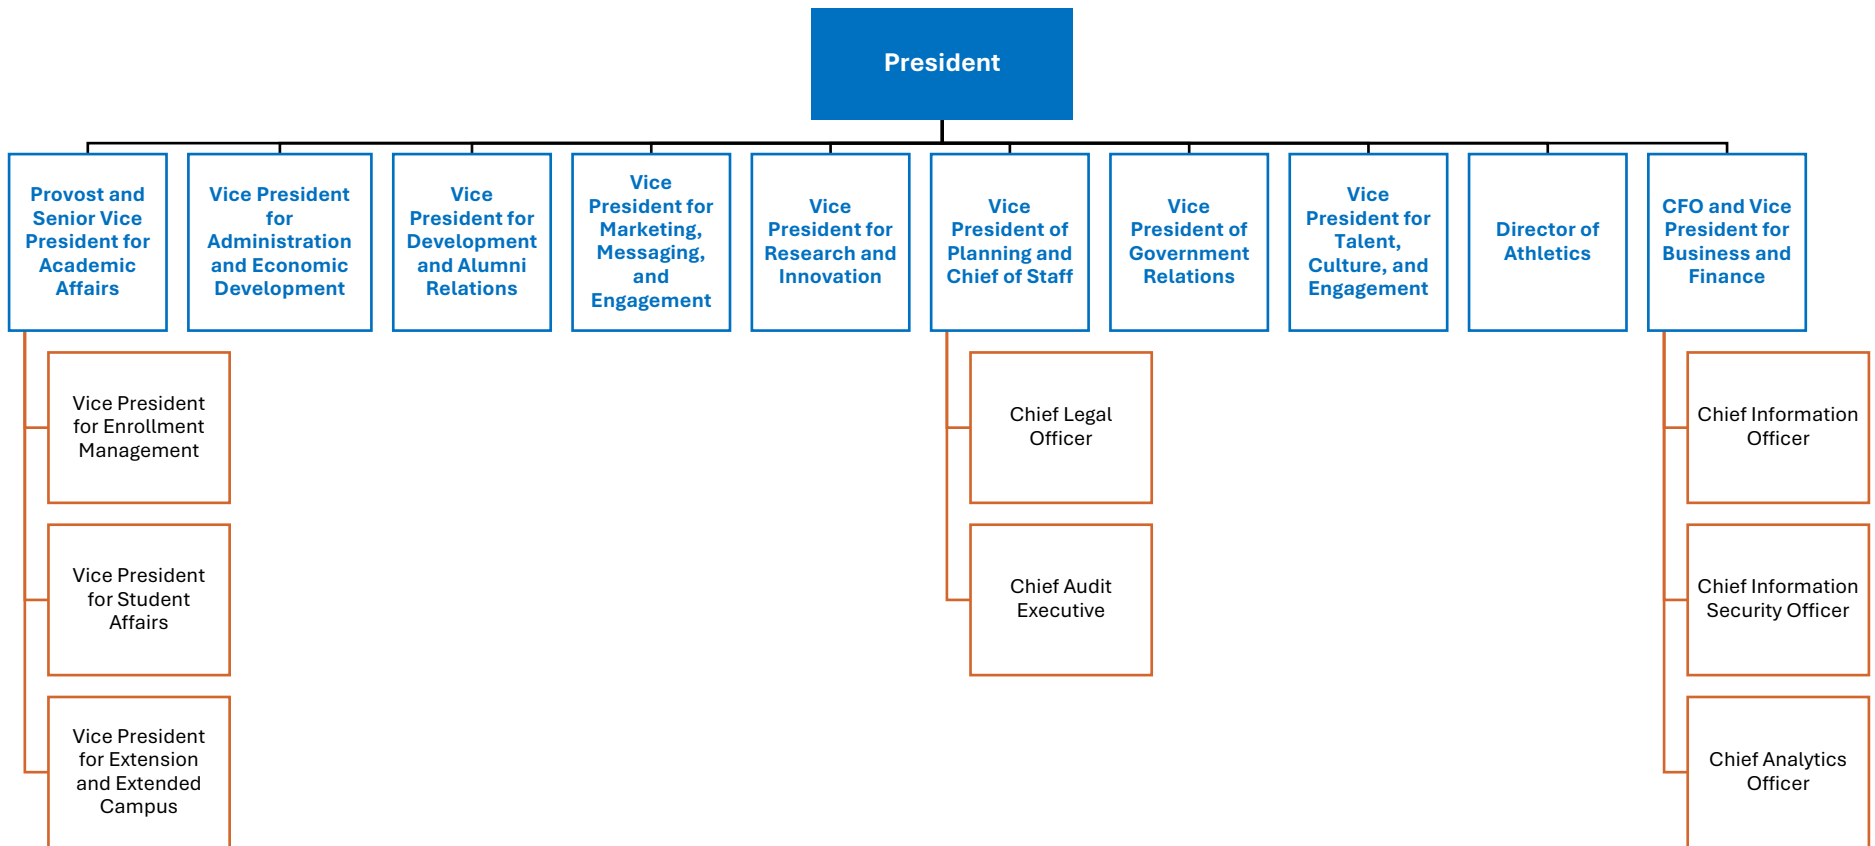 President
Provost and
Senior Vice
President for
Academic
Affairs
Vice President
for
Administration
and Economic
Development
Vice
President for
Development
and Alumni
Relations
Vice
President for
Marketing,
Messaging,
and
Engagement
Vice
President for
Research and
Innovation
Vice
President of
Planning and
Chief of Staff
Vice
President of
Government
Relations
Vice
President for
Talent,
Culture, and
Engagement
Director of
Athletics
CFO and Vice
President for
Business and
Finance
Vice President
for Enrollment
Management
Vice President
for Student
Affairs
Vice President
for Extension
and Extended
Campus
Chief Legal
Officer
Chief Audit
Executive
Chief Information
Officer
Chief Information
Security Officer
Chief Analytics
Officer